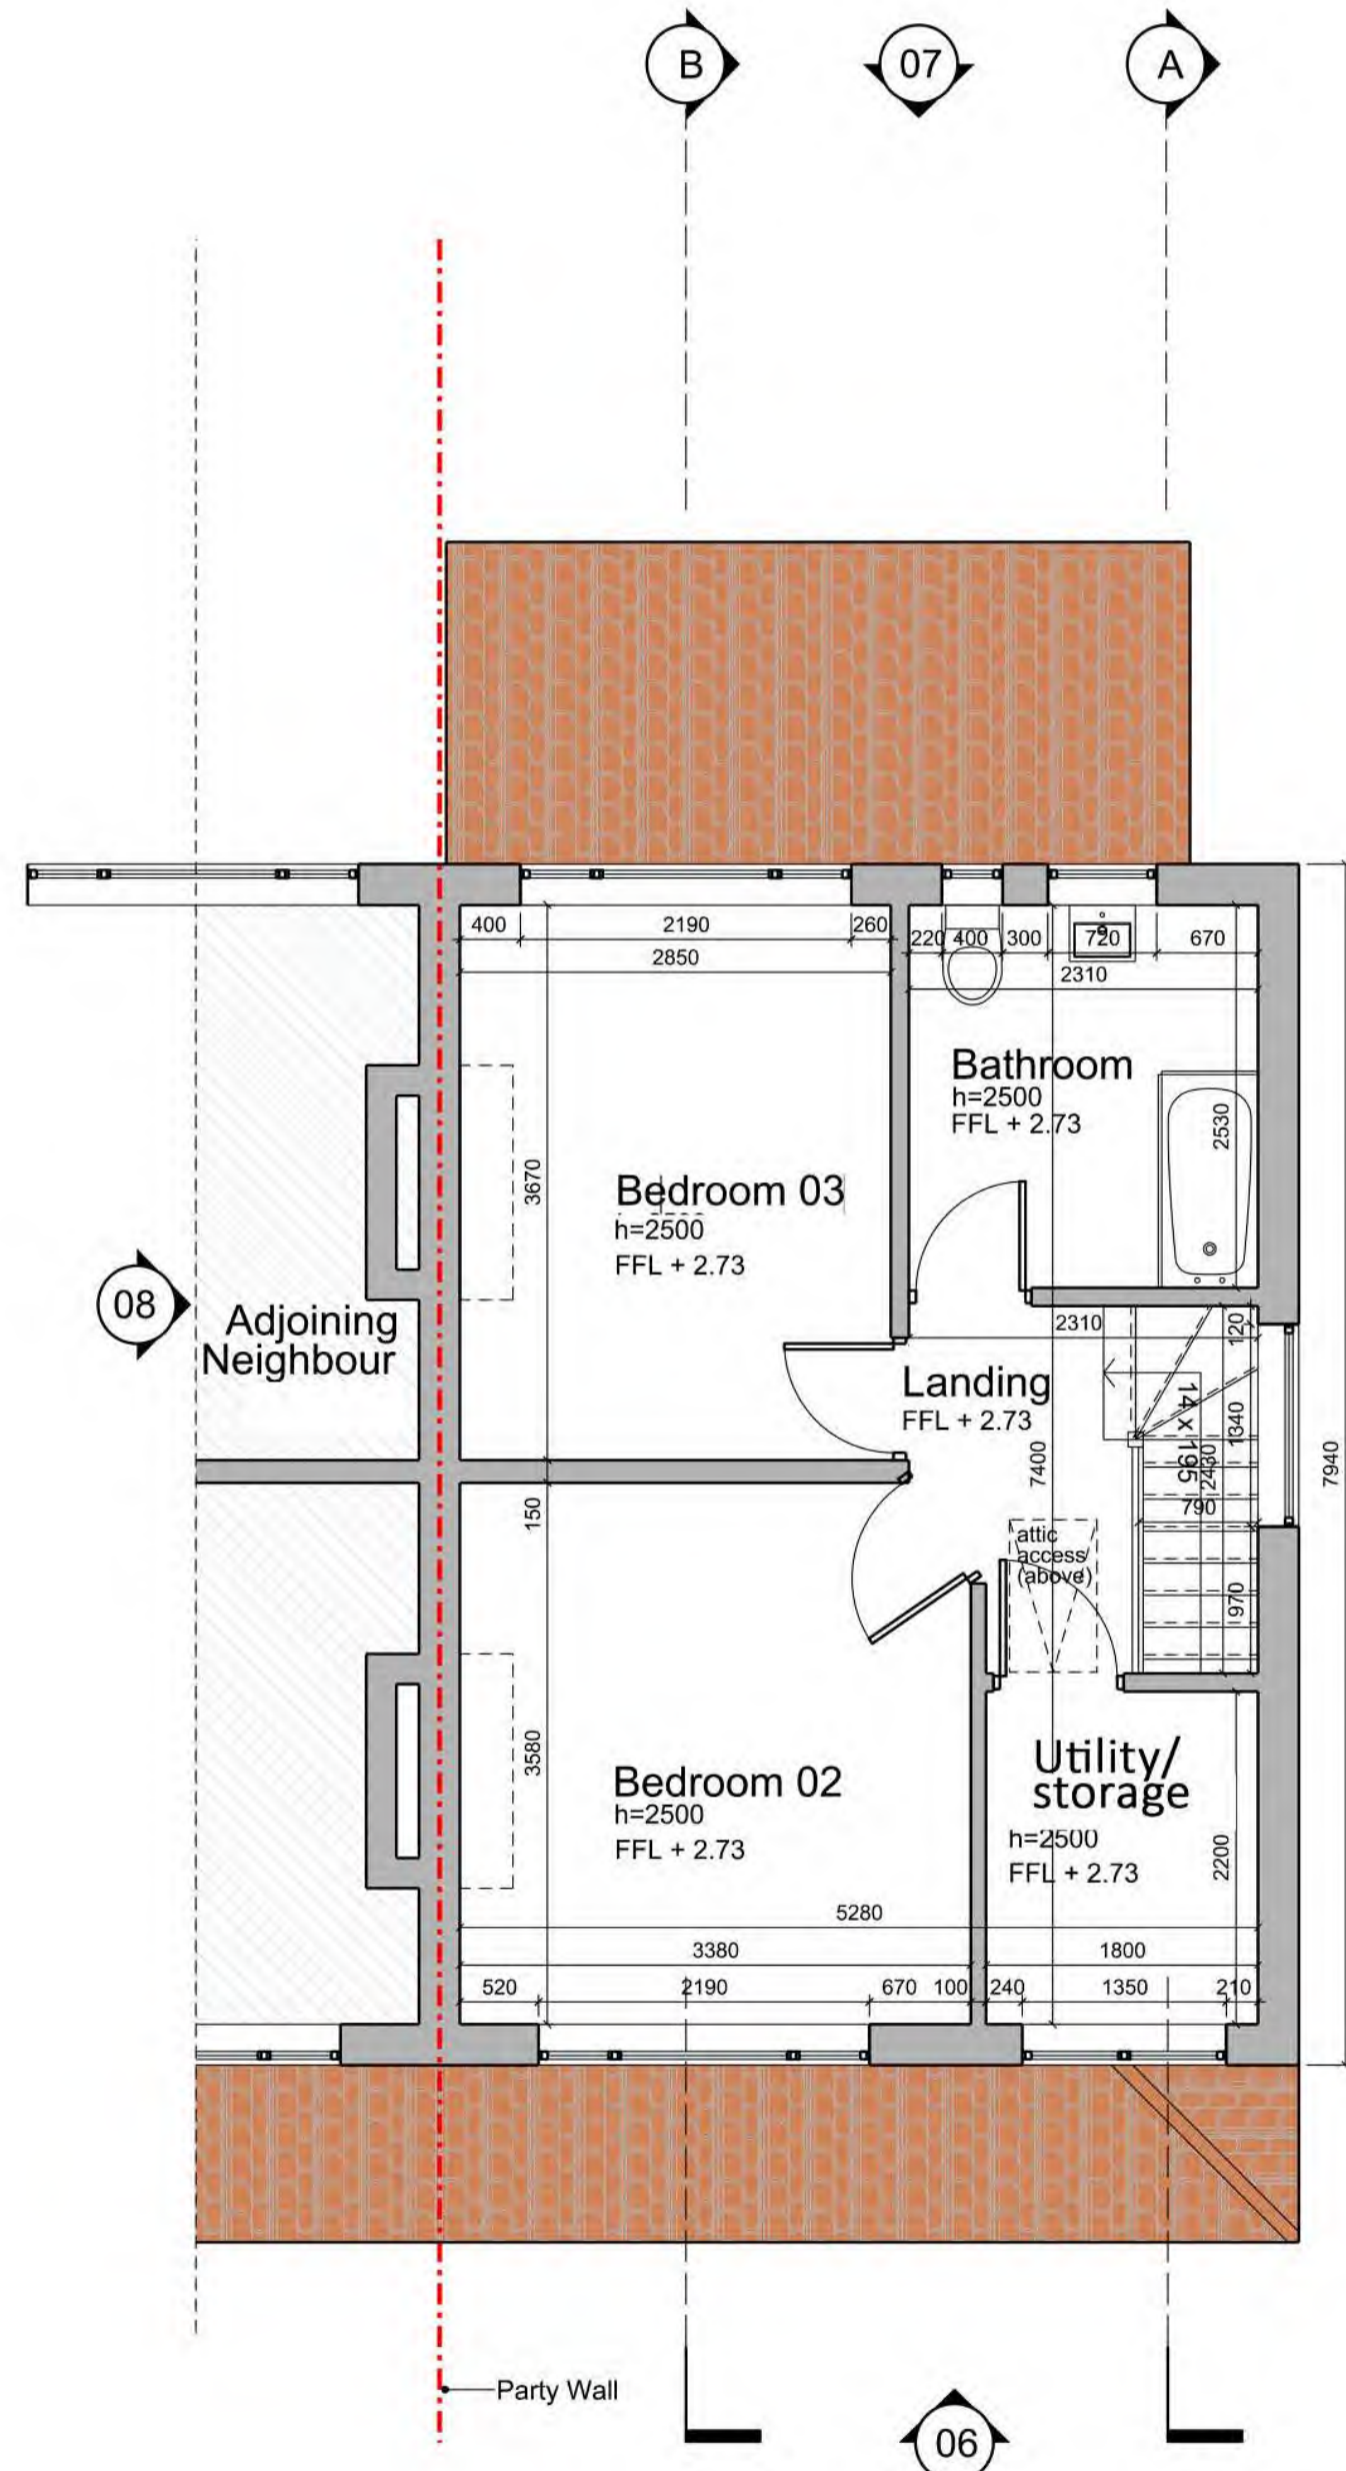 B
07
A
400
2190
260
2850
220
400
300
720
670
2310
Bathroom
h=2500
FFL + 2.73
2530
3670
Bedroom 03
h=2500
FFL + 2.73
08
Adjoining
Neighbour
2310
120
Landing
FFL + 2.73
14 x 195
1340
2430
7400
7940
790
150
attic
access
(above)
970
3580
Bedroom 02
h=2500
FFL + 2.73
Utility/
storage
h=2500
FFL + 2.73
2200
5280
3380
1800
520
2190
670
100
240
1350
210
Party Wall
06